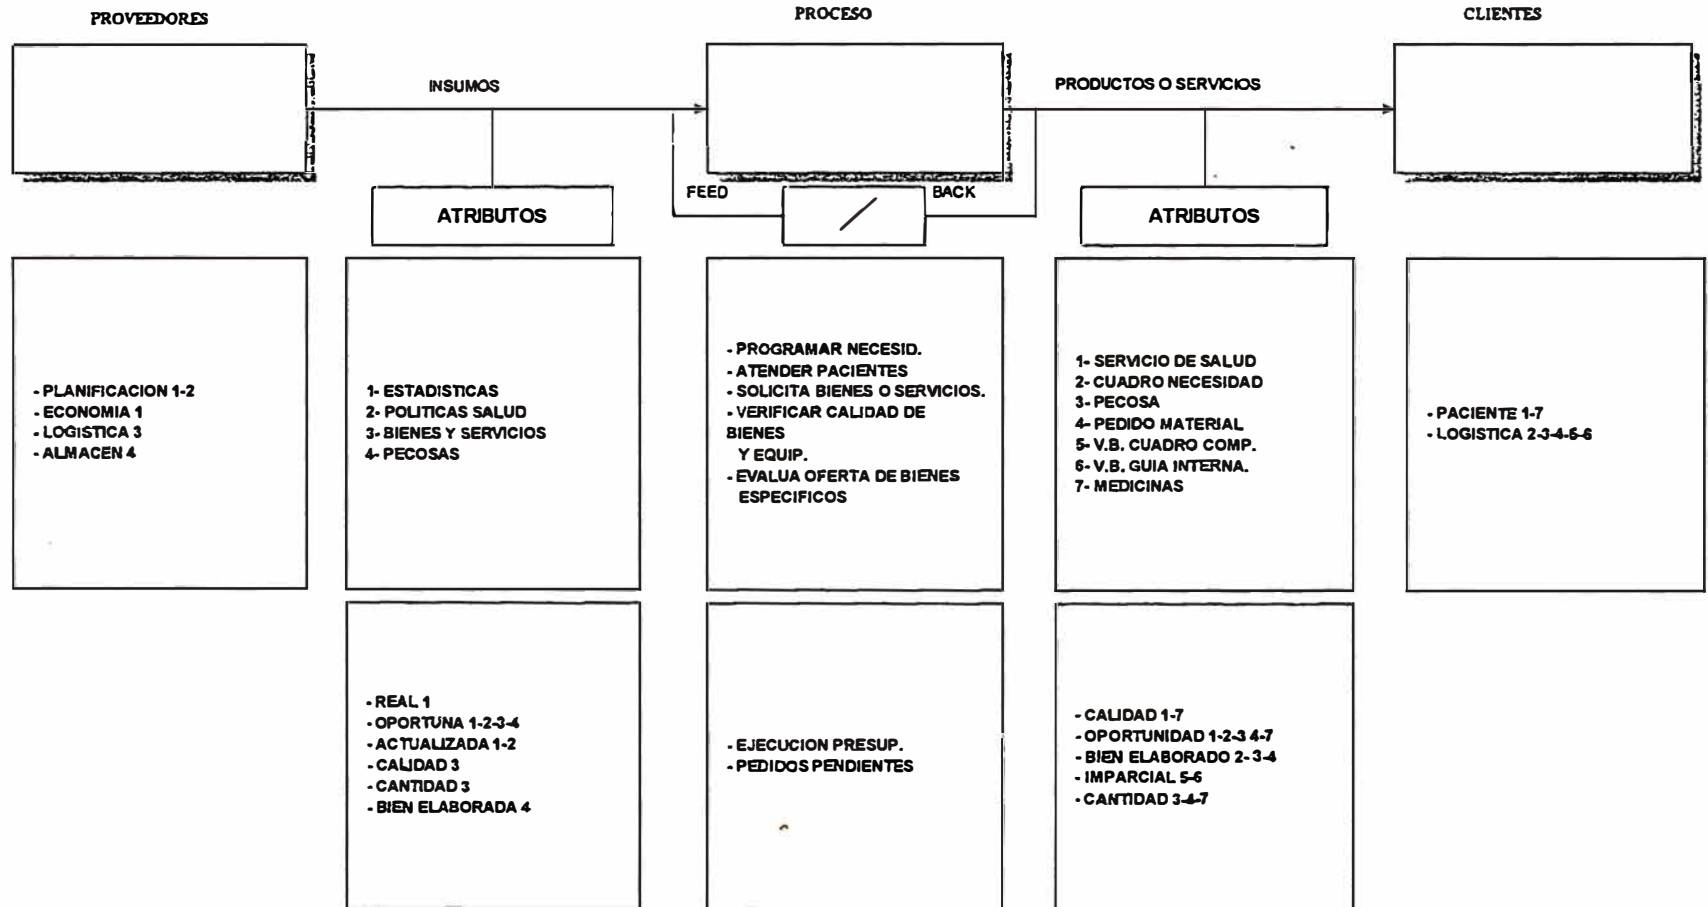 PROVEEDORES
PROCESO
CLIENTES
INSUMOS
PRODUCTOS O SERVICIOS
FEED
BACK
ATRIBUTOS
ATRIBUTOS
- PLANIFICACION 1-2
- ECONOMIA 1
- LOGISTICA 3
- ALMACEN 4
1- ESTADISTICAS
2- POLITICAS SALUD
3- BIENES Y SERVICIOS
4- PECOSAS
- PROGRAMAR NECESID.
- ATENDER PACIENTES
- SOLICITA BIENES O SERVICIOS.
- VERIFICAR CALIDAD DE
BIENES
Y EQUIP.
- EVALUA OFERTA DE BIENES
ESPECIFICOS
1- SERVICIO DE SALUD
2- CUADRO NECESIDAD
3- PECOSA
4- PEDIDO MATERIAL
5- V.B. CUADRO COMP.
6- V.B. GUIA INTERNA.
7- MEDICINAS
- PACIENTE 1-7
- LOGISTICA 2-3-4-5-6
- REAL 1
- OPORTUNA 1-2-3-4
- ACTUALIZADA 1-2
- CALIDAD 3
- CANTIDAD 3
- BIEN ELABORADA 4
- EJECUCION PRESUP.
- PEDIDOS PENDIENTES
- CALIDAD 1-7
- OPORTUNIDAD 1-2-3 4-7
- BIEN ELABORADO 2- 3-4
- IMPARCIAL 5-6
- CANTIDAD 3-4-7